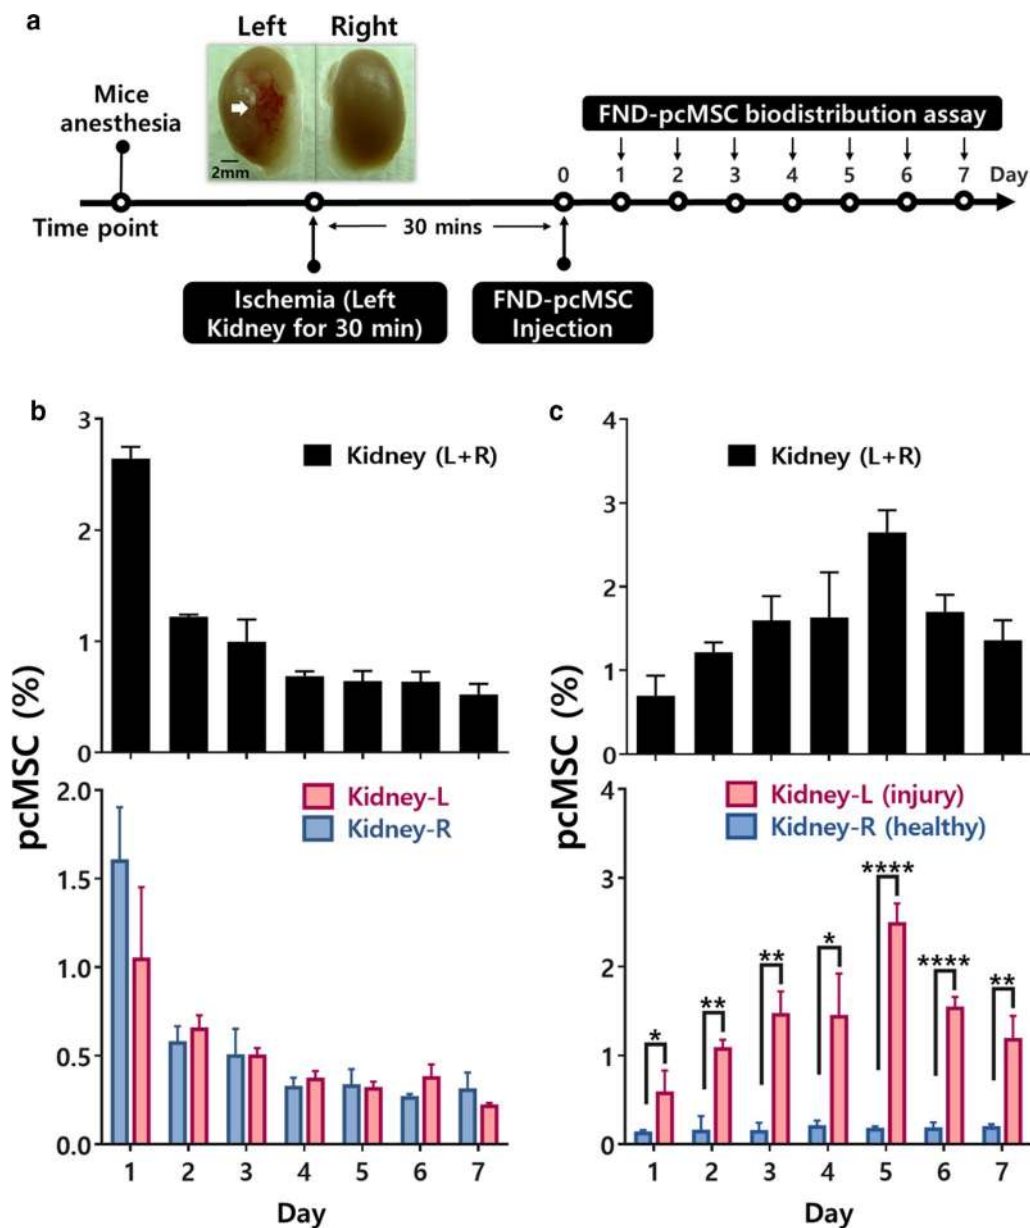 a
Left Right
Mice
anesthesia
2mm
FND-pcMSC biodistribution assay
0 1 2 3 4 5 6 7 Day
Time point
30 mins
Ischemia (Left
Kidney for 30 min)
FND-pcMSC
Injection
b
pcMSC (%)
3
2
1
0
Kidney (L+R)
2.0
1.5
1.0
0.5
0.0
Kidney-L
Kidney-R
1 2 3 4 5 6 7
Day
c
pcMSC (%)
4
3
2
1
0
Kidney (L+R)
4
3
2
1
0
Kidney-L (injury)
Kidney-R (healthy)
* ** ** * **** **** **
1 2 3 4 5 6 7
Day